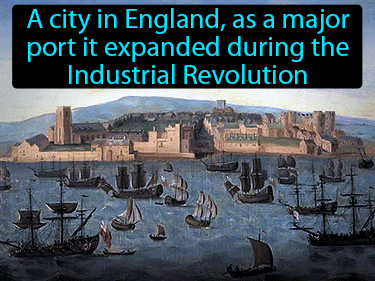 A city in England, as a major
port it expanded during the
Industrial Revolution